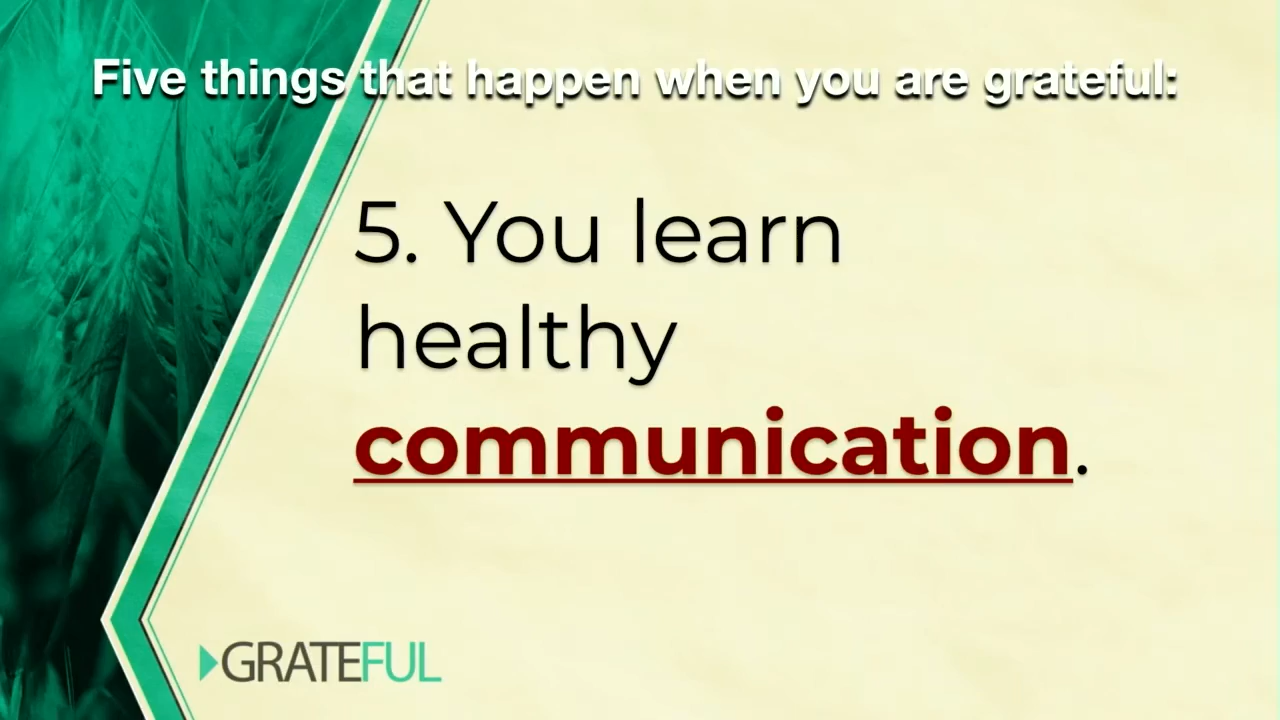 Five things that happen when you are grateful:
5. You learn
healthy
communication.
GRATEFUL